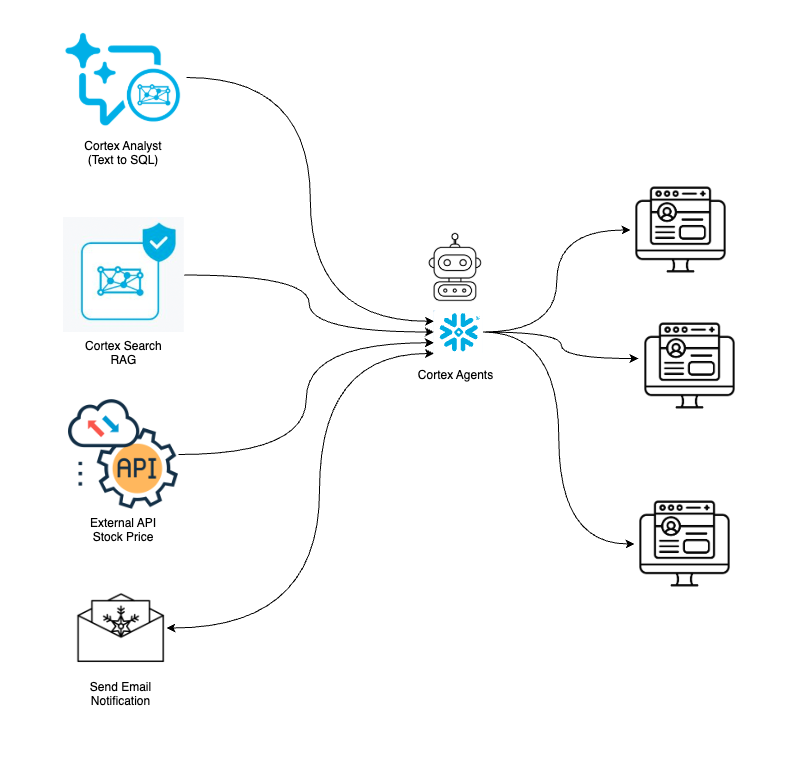 Cortex Analyst
(Text to SQL)
Cortex Search
RAG
Cortex Agents
API
External API
Stock Price
Send Email
Notification